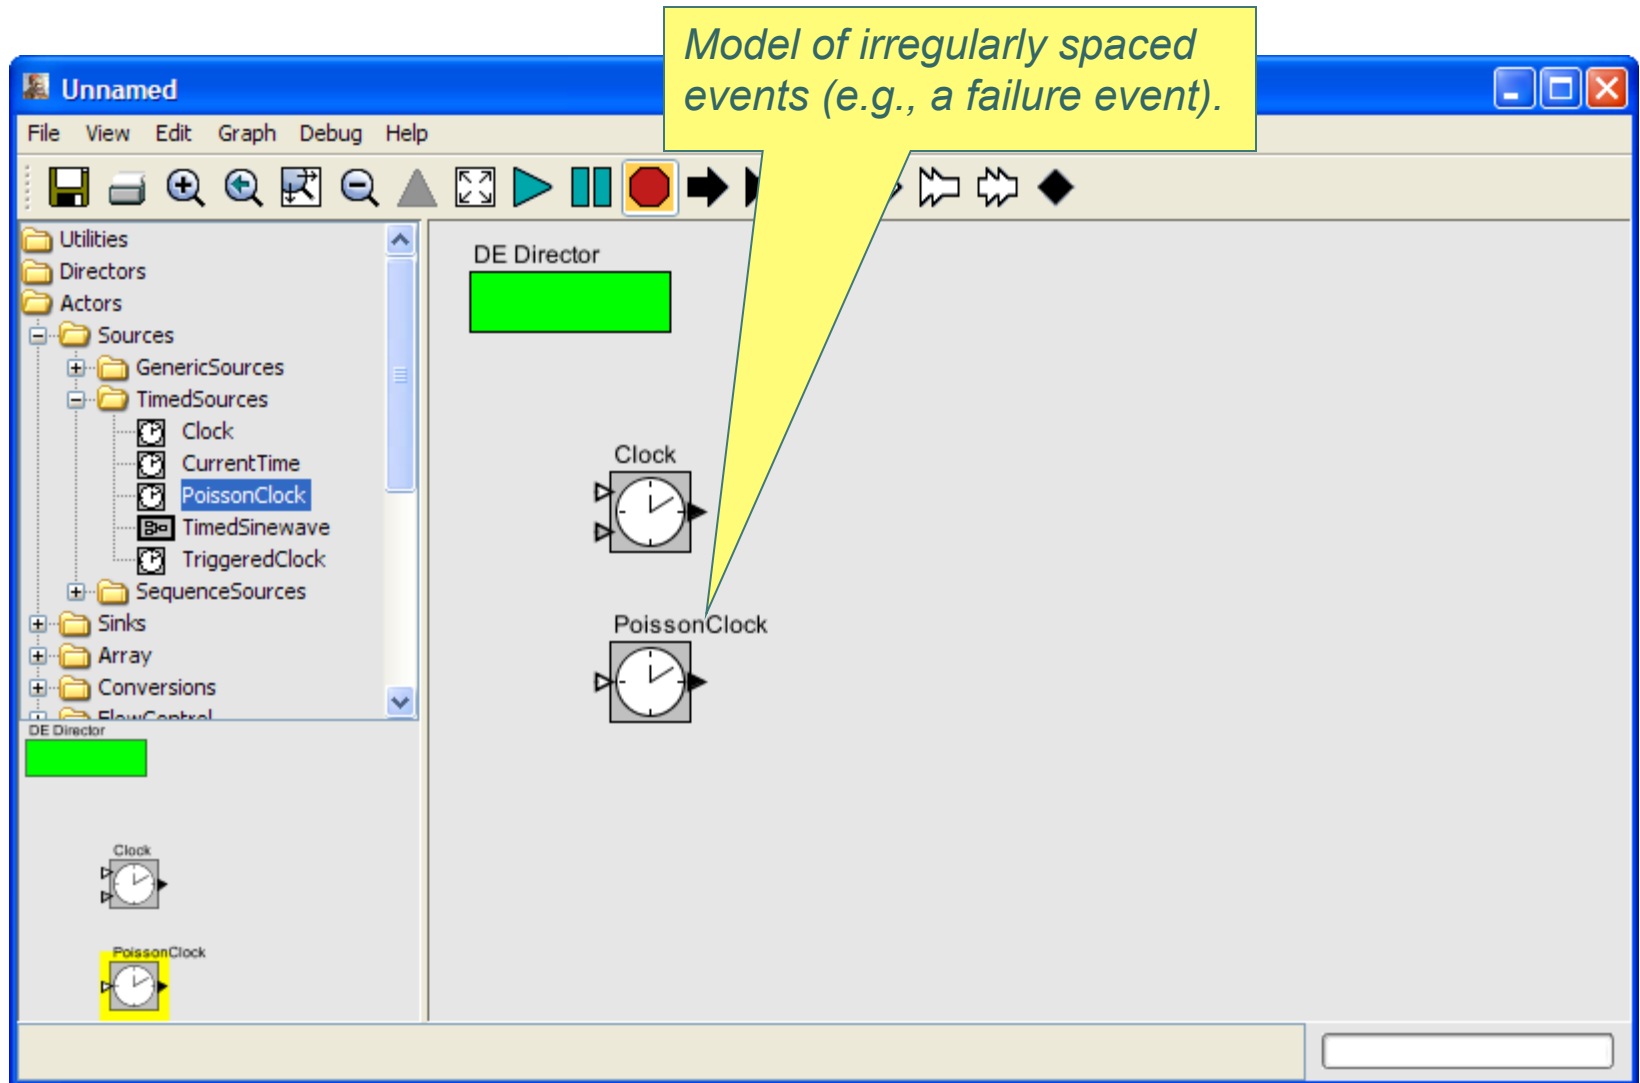 Model of irregularly spaced
events (e.g., a failure event).
Unnamed
File View Edit Graph Debug Help
Utilities
Directors
Actors
Sources
GenericSources
TimedSources
Clock
CurrentTime
PoissonClock
TimedSinewave
TriggeredClock
SequenceSources
Sinks
Array
Conversions
FlowControl
DE Director
Clock
PoissonClock
DE Director
Clock
PoissonClock